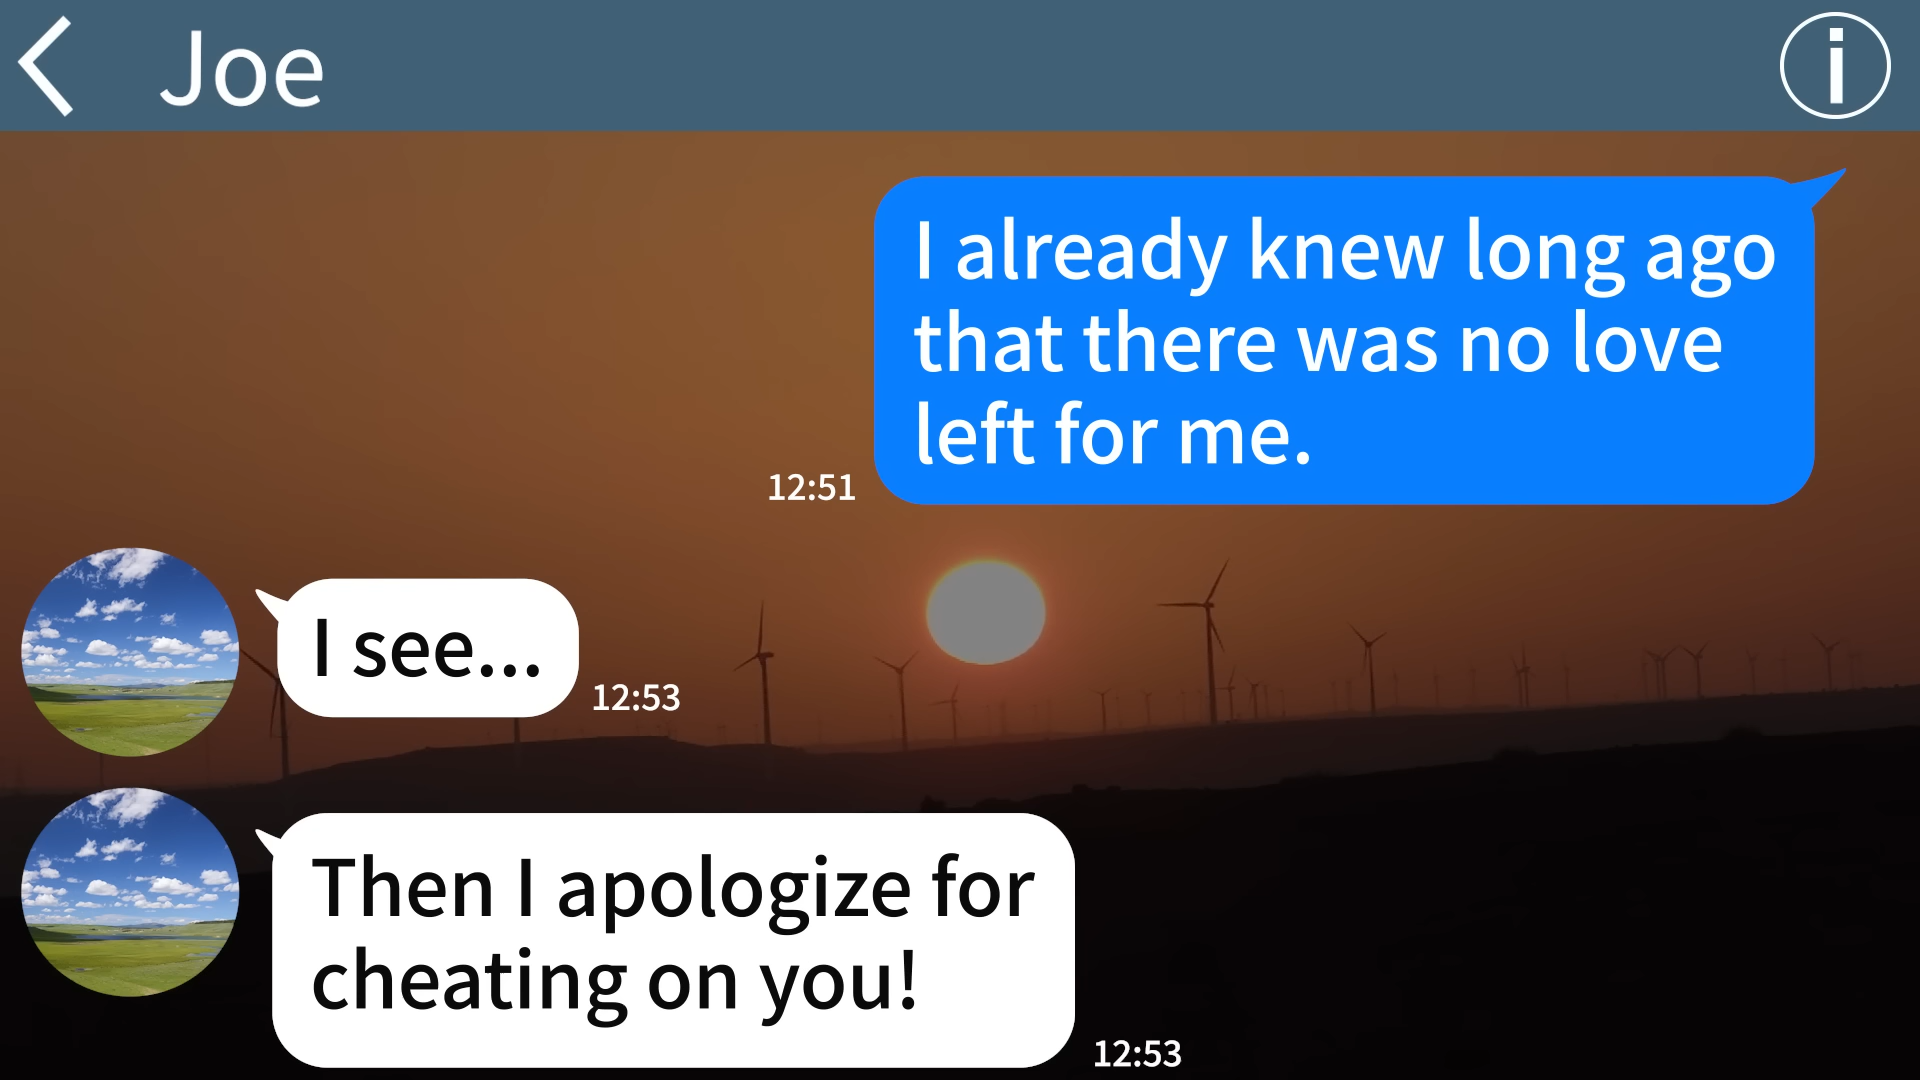 Joe
i
I already knew long ago
that there was no love
left for me.
12:51
I see...
12:53
Then I apologize for
cheating on you!
12:53